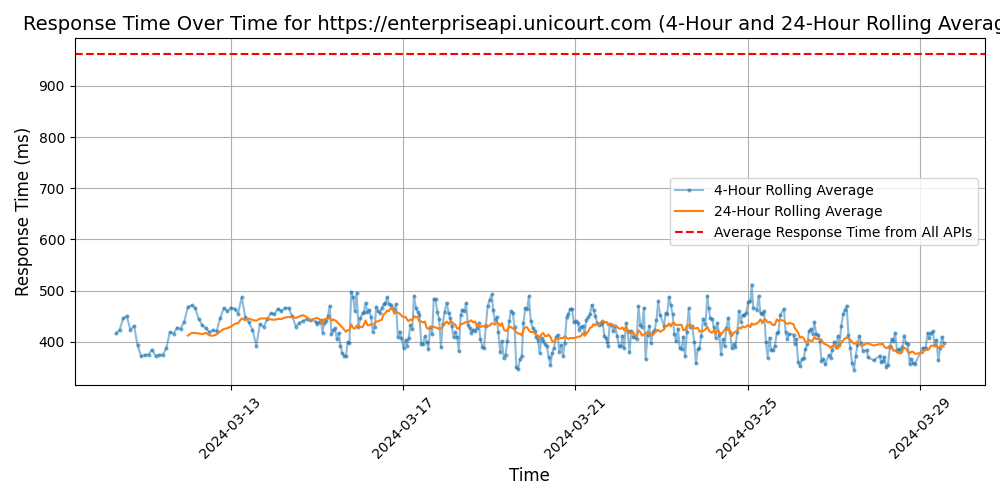 Response Time Over Time for https://enterpriseapi.unicourt.com (4-Hour and 24-Hour Rolling Averag
Response Time (ms)
900
800
700
600
500
400
4-Hour Rolling Average
24-Hour Rolling Average
Average Response Time from All APIs
2024-03-13
2024-03-17
2024-03-21
2024-03-25
2024-03-29
Time